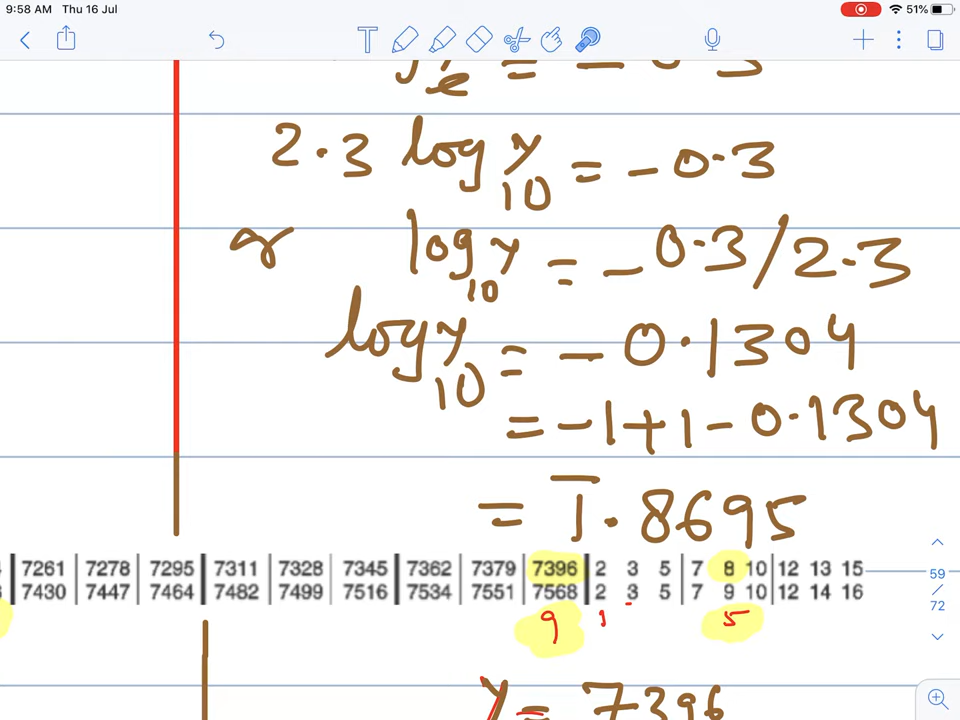 9:58 AM Thu 16 Jul 51%
= - 0.3
2.3 log y 10 = - 0.3
or log y 10 = - 0.3/2.3
log y 10 = - 0.1304
= -1+1-0.1304
= 1̅.8695
7261 7278 7295 7311 7328 7345 7362 7379 7396 2 3 5 7 8 10 12 13 15
7430 7447 7464 7482 7499 7516 7534 7551 7568 2 3 5 7 9 10 12 14 16
9 5
y = 7396
59
/
72